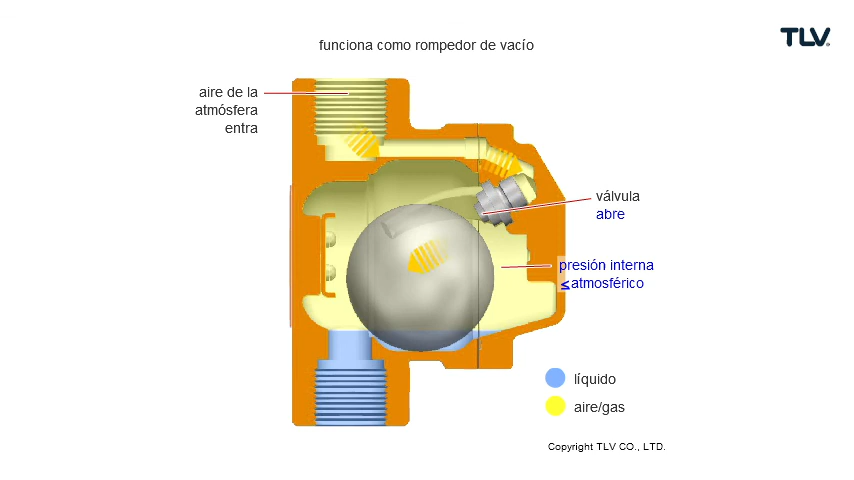 TLV
funciona como rompedor de vacío
aire de la
atmósfera
entra
válvula
abre
presión interna
≤atmosférico
líquido
aire/gas
Copyright TLV CO., LTD.